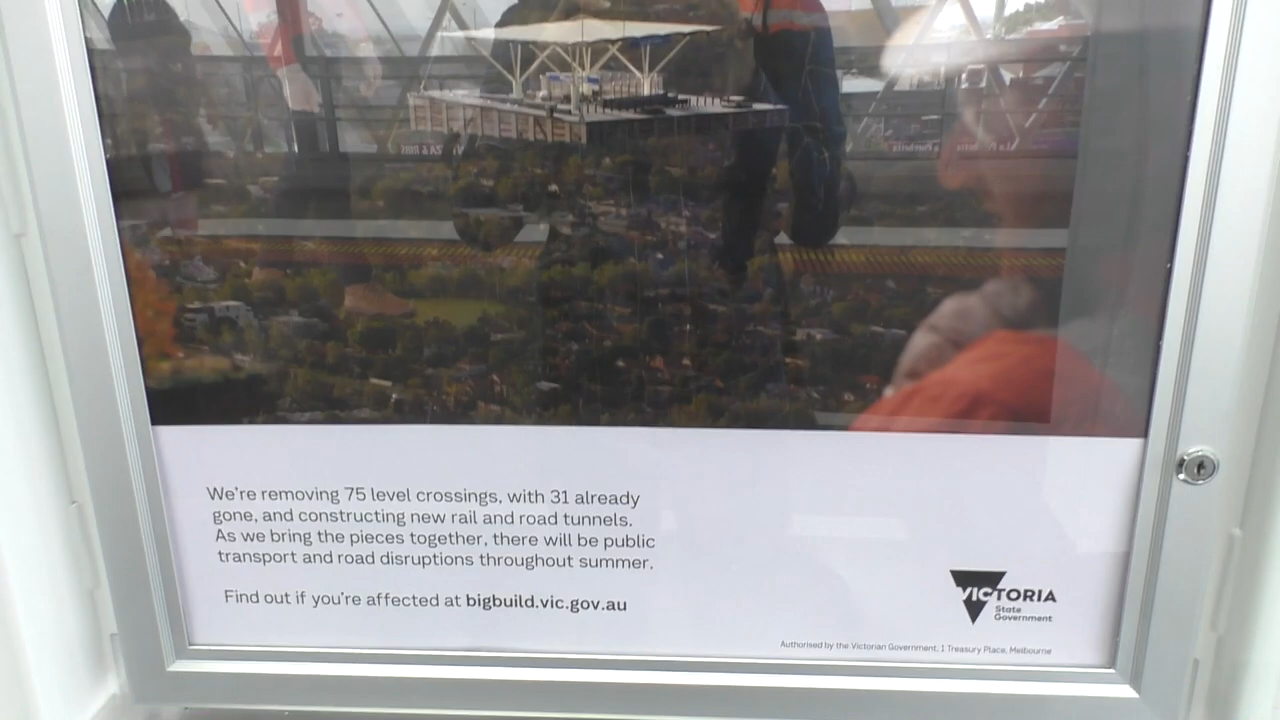 We're removing 75 level crossings, with 31 already
gone, and constructing new rail and road tunnels.
As we bring the pieces together, there will be public
transport and road disruptions throughout summer.
Find out if you're affected at bigbuild.vic.gov.au
VICTORIA
State
Government
Authorised by the Victorian Government, 1 Treasury Place, Melbourne